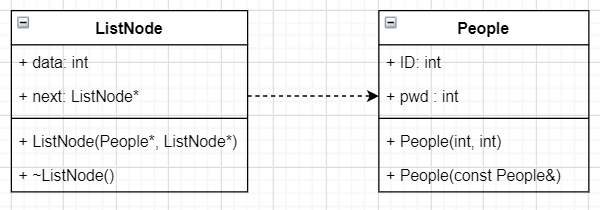 ListNode
+ data: int
+ next: ListNode*
+ ListNode(People*, ListNode*)
+ ~ListNode()
People
+ ID: int
+ pwd : int
+ People(int, int)
+ People(const People&)